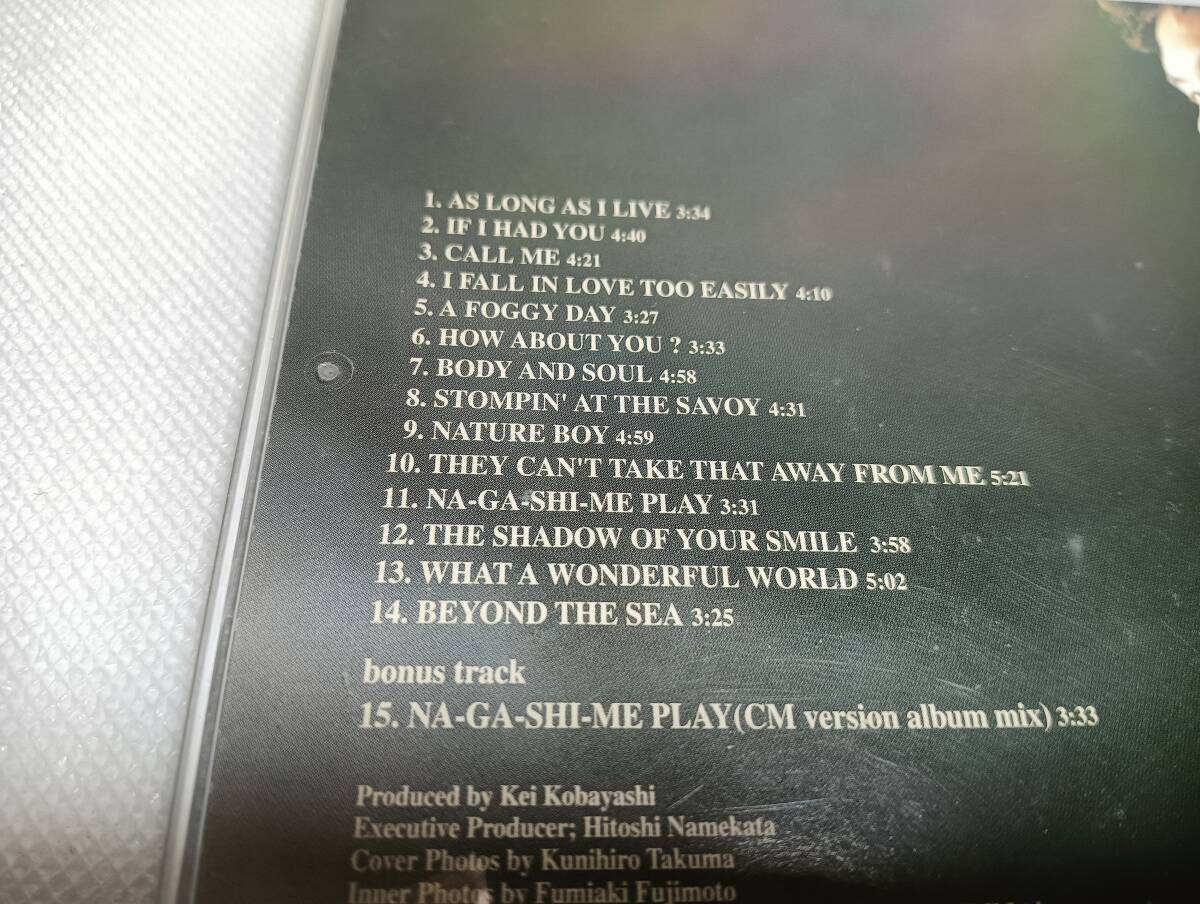 1. AS LONG AS I LIVE 3:34
2. IF I HAD YOU 4:40
3. CALL ME 4:21
4. I FALL IN LOVE TOO EASILY 4:10
5. A FOGGY DAY 3:27
6. HOW ABOUT YOU ? 3:33
7. BODY AND SOUL 4:58
8. STOMPIN' AT THE SAVOY 4:31
9. NATURE BOY 4:59
10. THEY CAN'T TAKE THAT AWAY FROM ME 5:21
11. NA-GA-SHI-ME PLAY 3:31
12. THE SHADOW OF YOUR SMILE 3:58
13. WHAT A WONDERFUL WORLD 5:02
14. BEYOND THE SEA 3:25
bonus track
15. NA-GA-SHI-ME PLAY(CM version album mix) 3:33
Produced by Kei Kobayashi
Executive Producer; Hitoshi Namekata
Cover Photos by Kunihiro Takuma
Inner Photos by Fumiaki Fujimoto